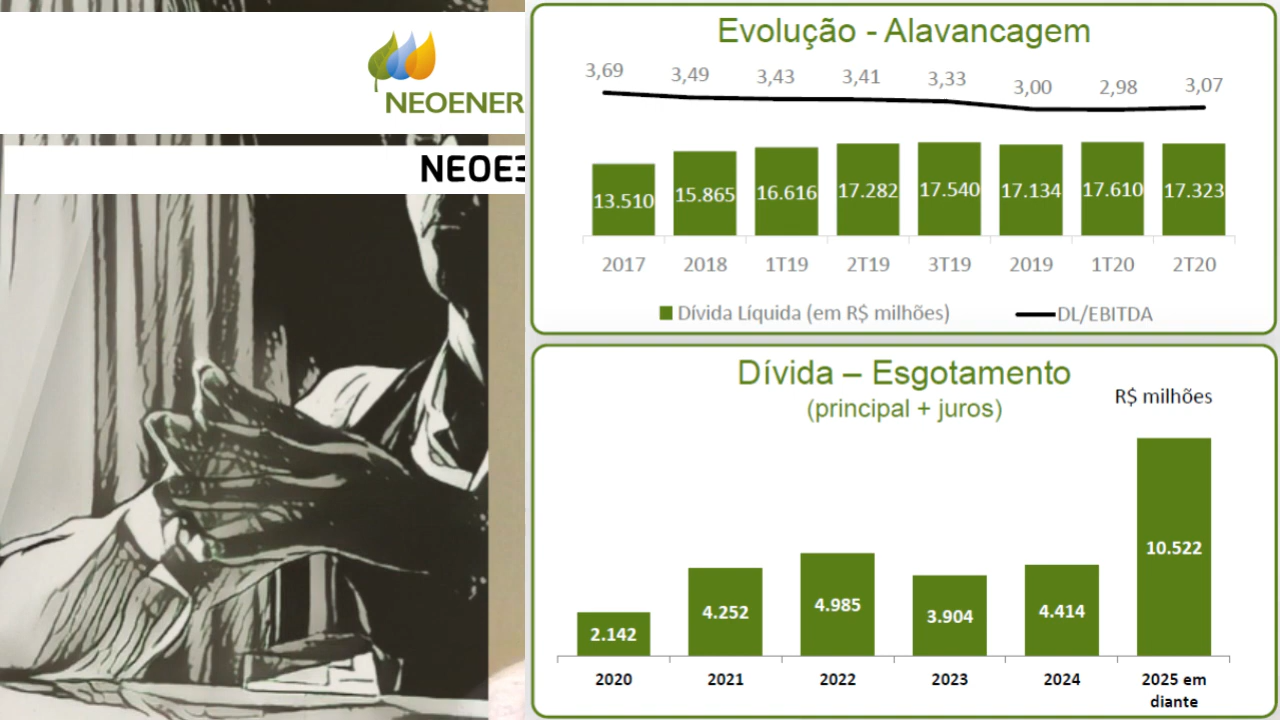 NEOENER
NEOE3
Evolução - Alavancagem
3,69 3,49 3,43 3,41 3,33 3,00 2,98 3,07
13.510 15.865 16.616 17.282 17.540 17.134 17.610 17.323
2017 2018 1T19 2T19 3T19 2019 1T20 2T20
Dívida Líquida (em R$ milhões) DL/EBITDA
Dívida – Esgotamento
(principal + juros)
R$ milhões
2.142 4.252 4.985 3.904 4.414 10.522
2020 2021 2022 2023 2024 2025 em
diante